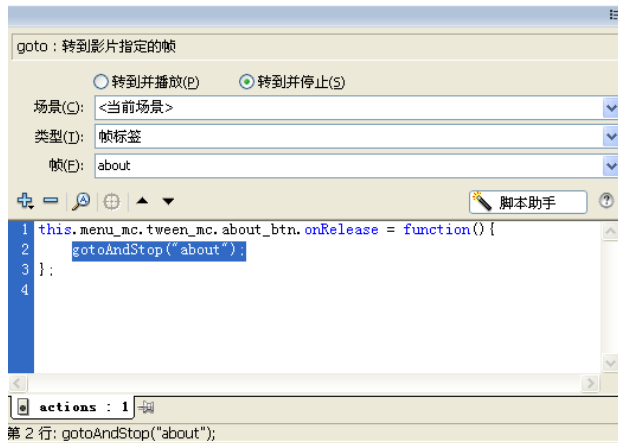 goto : 转到影片指定的帧
转到并播放(P) 转到并停止(S)
场景(C): <当前场景>
类型(T): 帧标签
帧(F): about
脚本助手
1 this.menu_mc.tween_mc.about_btn.onRelease = function(){
2 gotoAndStop("about");
3 };
4
actions : 1
第 2 行: gotoAndStop("about");